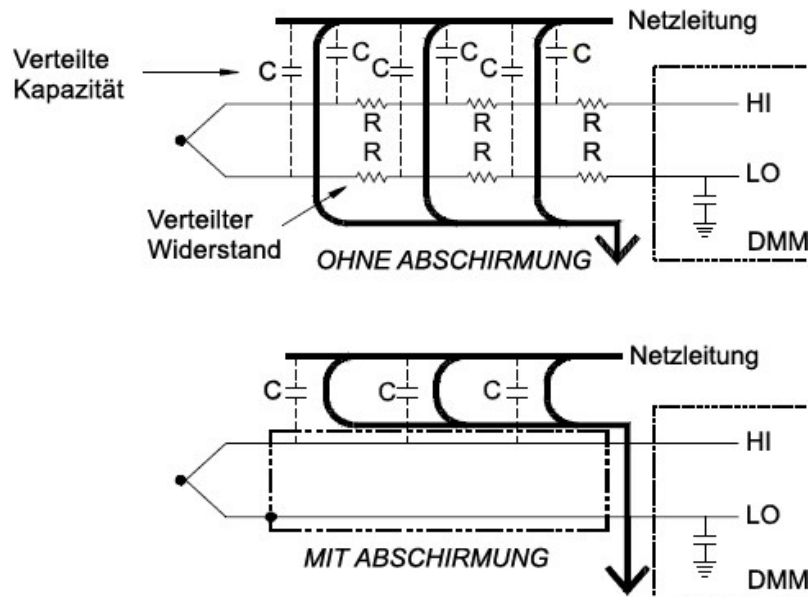 Netzleitung
Verteilte
Kapazität
C C C C C C
HI
R R R
R R R
LO
Verteilter
Widerstand
OHNE ABSCHIRMUNG
DMM
Netzleitung
C C C
HI
LO
MIT ABSCHIRMUNG
DMM